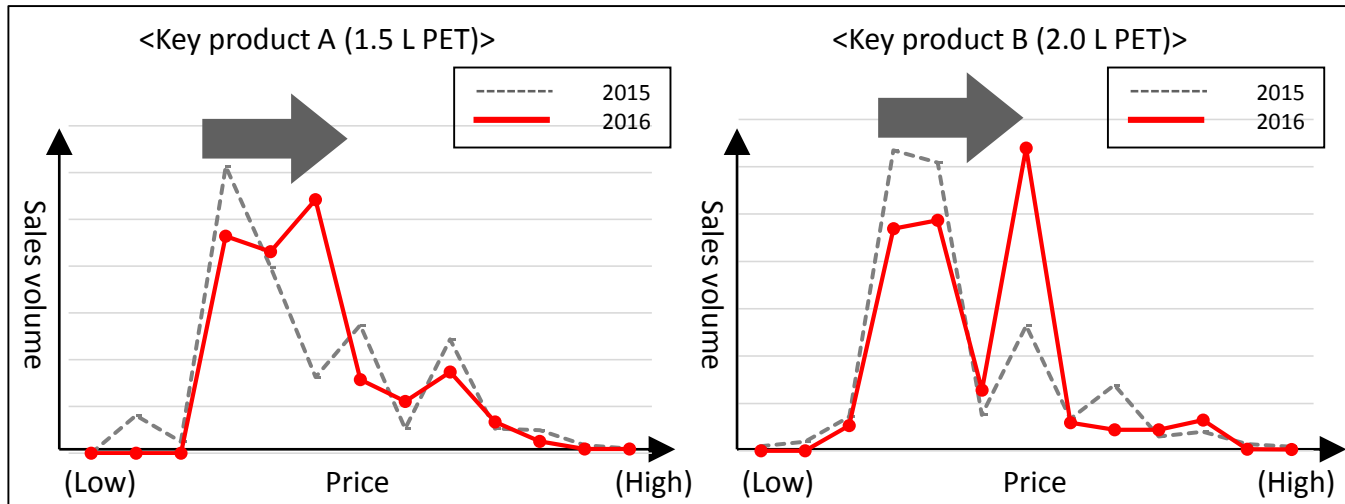 <Key product A (1.5 L PET)>
2015
2016
Sales volume
(Low)
Price
(High)
<Key product B (2.0 L PET)>
2015
2016
Sales volume
(Low)
Price
(High)